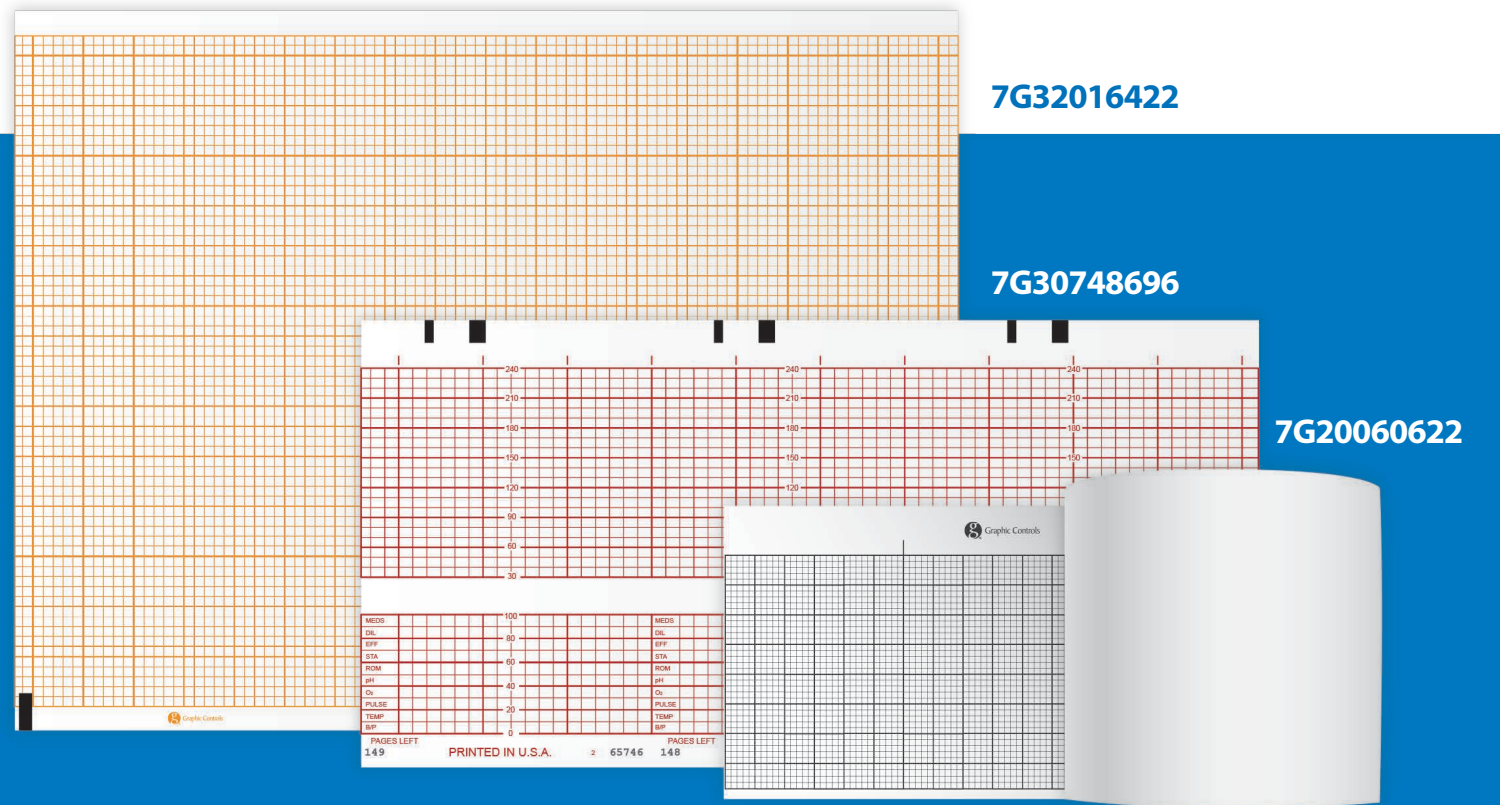 7G32016422
7G30748696
7G20060622
Graphic Controls
240 240 240
210 210 210
180 180 180
150 150 150
120 120
90
60
30
g Graphic Controls
MEDS 100 MEDS
DIL 80 DIL
EFF EFF
STA 60 STA
ROM ROM
pH 40 pH
O₂ O₂
PULSE 20 PULSE
TEMP TEMP
B/P 0 B/P
PAGES LEFT PAGES LEFT
149 PRINTED IN U.S.A. 2 65746 148